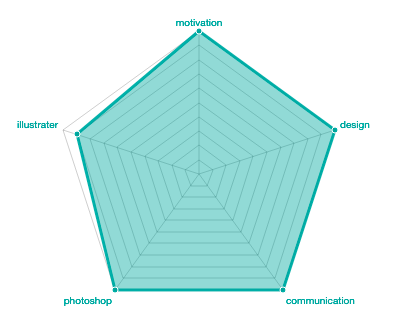 motivation
illustrater
design
photoshop
communication